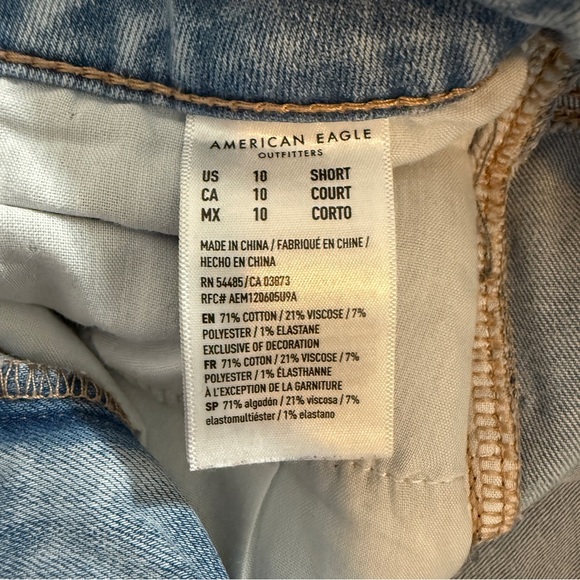 AMERICAN EAGLE
OUTFITTERS
US 10 SHORT
CA 10 COURT
MX 10 CORTO
MADE IN CHINA / FABRIQUÉ EN CHINE /
HECHO EN CHINA
RN 54485/CA 03873
RFC# AEM120605U9A
EN 71% COTTON / 21% VISCOSE / 7%
POLYESTER / 1% ELASTANE
EXCLUSIVE OF DECORATION
FR 71% COTON / 21% VISCOSE / 7%
POLYESTER / 1% ÉLASTHANNE
À L'EXCEPTION DE LA GARNITURE
SP 71% algodón / 21% viscosa / 7%
elastomultiéster / 1% elastano